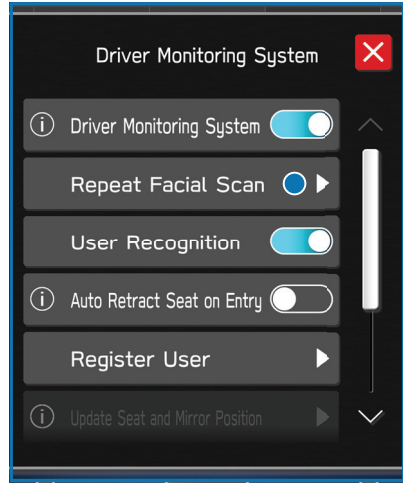 Driver Monitoring System
Driver Monitoring System
Repeat Facial Scan
User Recognition
Auto Retract Seat on Entry
Register User
Update Seat and Mirror Position